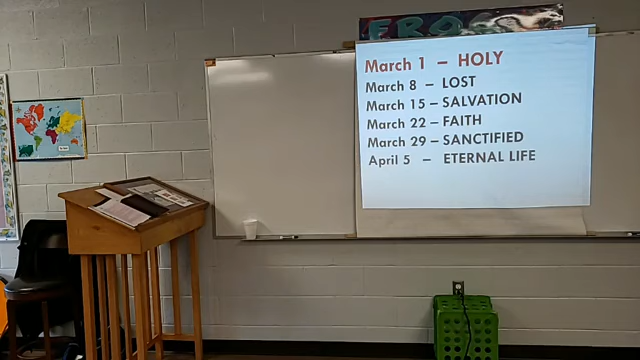 FROG
March 1 – HOLY
March 8 – LOST
March 15 – SALVATION
March 22 – FAITH
March 29 – SANCTIFIED
April 5 – ETERNAL LIFE